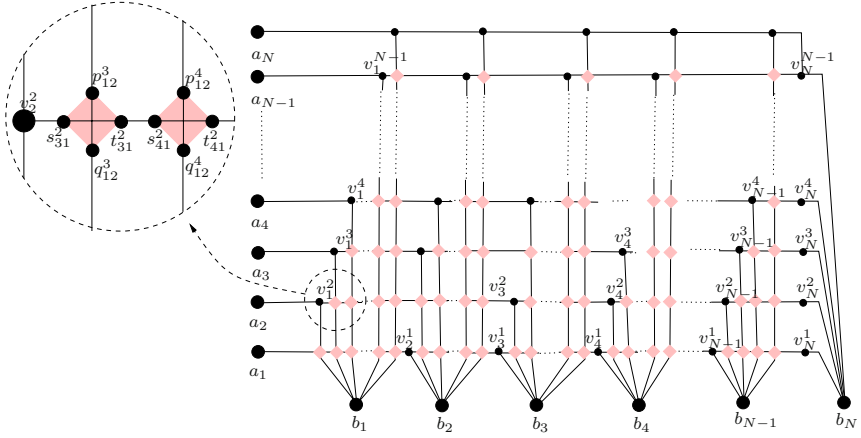 a_N
v_1^{N−1} v_N^{N−1}
a_{N−1}
p_{12}^3 p_{12}^4
v_2^2
s_{31}^2 t_{31}^2 s_{41}^2 t_{41}^2
q_{12}^3 q_{12}^4
v_1^4 v_{N−1}^4 v_N^4
a_4
v_1^3 v_4^3 v_{N−1}^3 v_N^3
a_3
v_1^2 v_3^2 v_4^2 v_{N−1}^2 v_N^2
a_2
v_2^1 v_3^1 v_4^1 v_{N−1}^1 v_N^1
a_1
b_1 b_2 b_3 b_4 b_{N−1} b_N